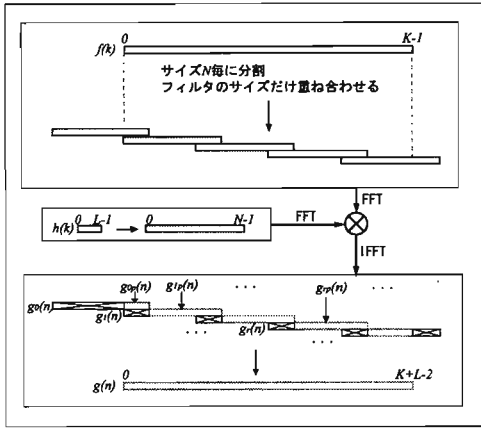 0 K-1
f(k)
サイズN毎に分割
フィルタのサイズだけ重ね合わせる
FFT
0 L-1 0 N-1
h(k)
FFT
IFFT
g0p(n) g1p(n) ... grp(n) ...
g0(n)
g1(n) gr(n)
... ...
0 K+L-2
g(n)